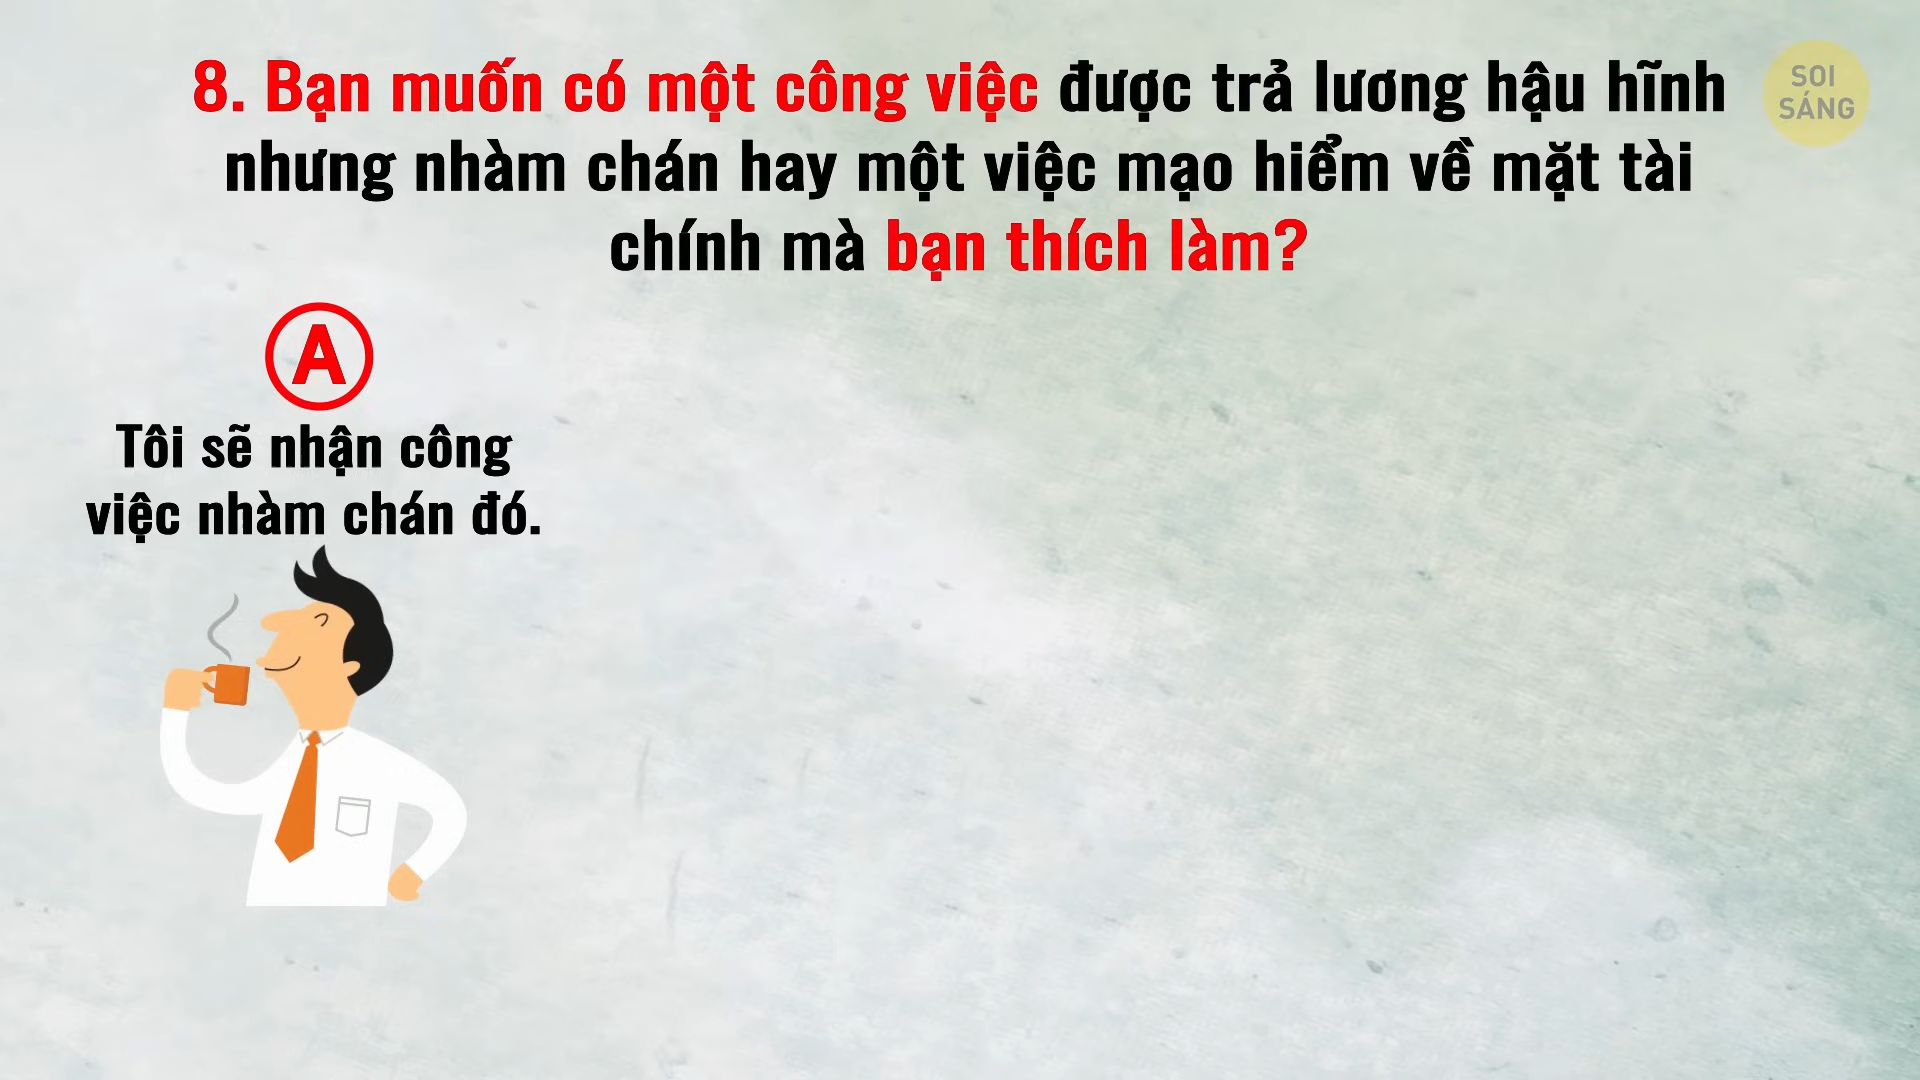 8. Bạn muốn có một công việc được trả lương hậu hĩnh
nhưng nhàm chán hay một việc mạo hiểm về mặt tài
chính mà bạn thích làm?
SOI
SÁNG
A
Tôi sẽ nhận công
việc nhàm chán đó.